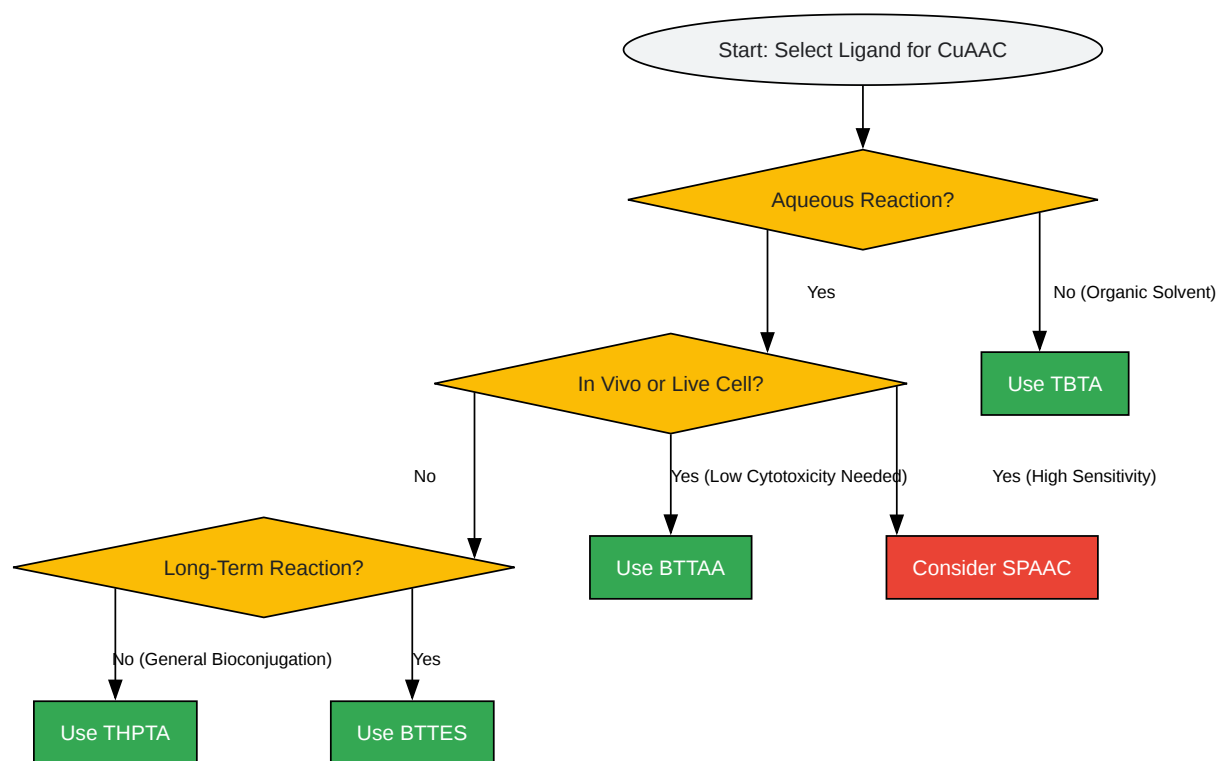 Start: Select Ligand for CuAAC
Aqueous Reaction?
Yes
No (Organic Solvent)
In Vivo or Live Cell?
Use TBTA
No
Yes (Low Cytotoxicity Needed)
Yes (High Sensitivity)
Long-Term Reaction?
Use BTTAA
Consider SPAAC
No (General Bioconjugation)
Yes
Use THPTA
Use BTTES